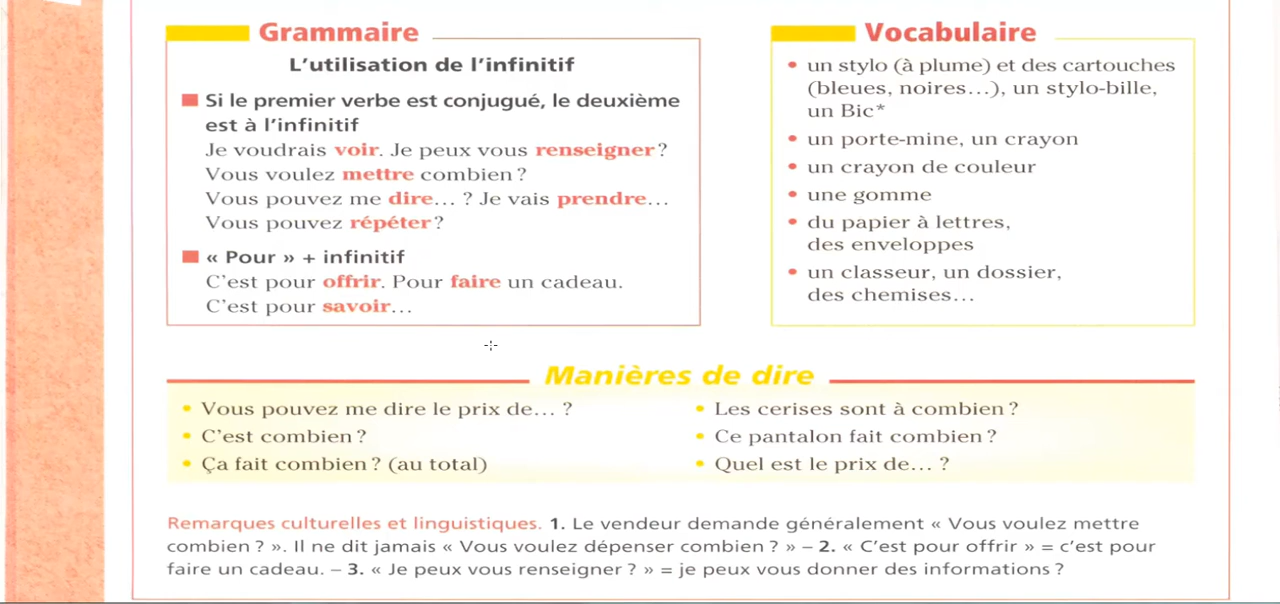 Grammaire
L'utilisation de l'infinitif
Si le premier verbe est conjugué, le deuxième
est à l'infinitif
Je voudrais voir. Je peux vous renseigner ?
Vous voulez mettre combien ?
Vous pouvez me dire... ? Je vais prendre...
Vous pouvez répéter ?
« Pour » + infinitif
C'est pour offrir. Pour faire un cadeau.
C'est pour savoir...
Vocabulaire
• un stylo (à plume) et des cartouches
(bleues, noires...), un stylo-bille,
un Bic*
• un porte-mine, un crayon
• un crayon de couleur
• une gomme
• du papier à lettres,
des enveloppes
• un classeur, un dossier,
des chemises...
Manières de dire
• Vous pouvez me dire le prix de... ?
• C'est combien ?
• Ça fait combien ? (au total)
• Les cerises sont à combien ?
• Ce pantalon fait combien ?
• Quel est le prix de... ?
Remarques culturelles et linguistiques. 1. Le vendeur demande généralement « Vous voulez mettre
combien ? ». Il ne dit jamais « Vous voulez dépenser combien ? » – 2. « C'est pour offrir » = c'est pour
faire un cadeau. – 3. « Je peux vous renseigner ? » = je peux vous donner des informations ?